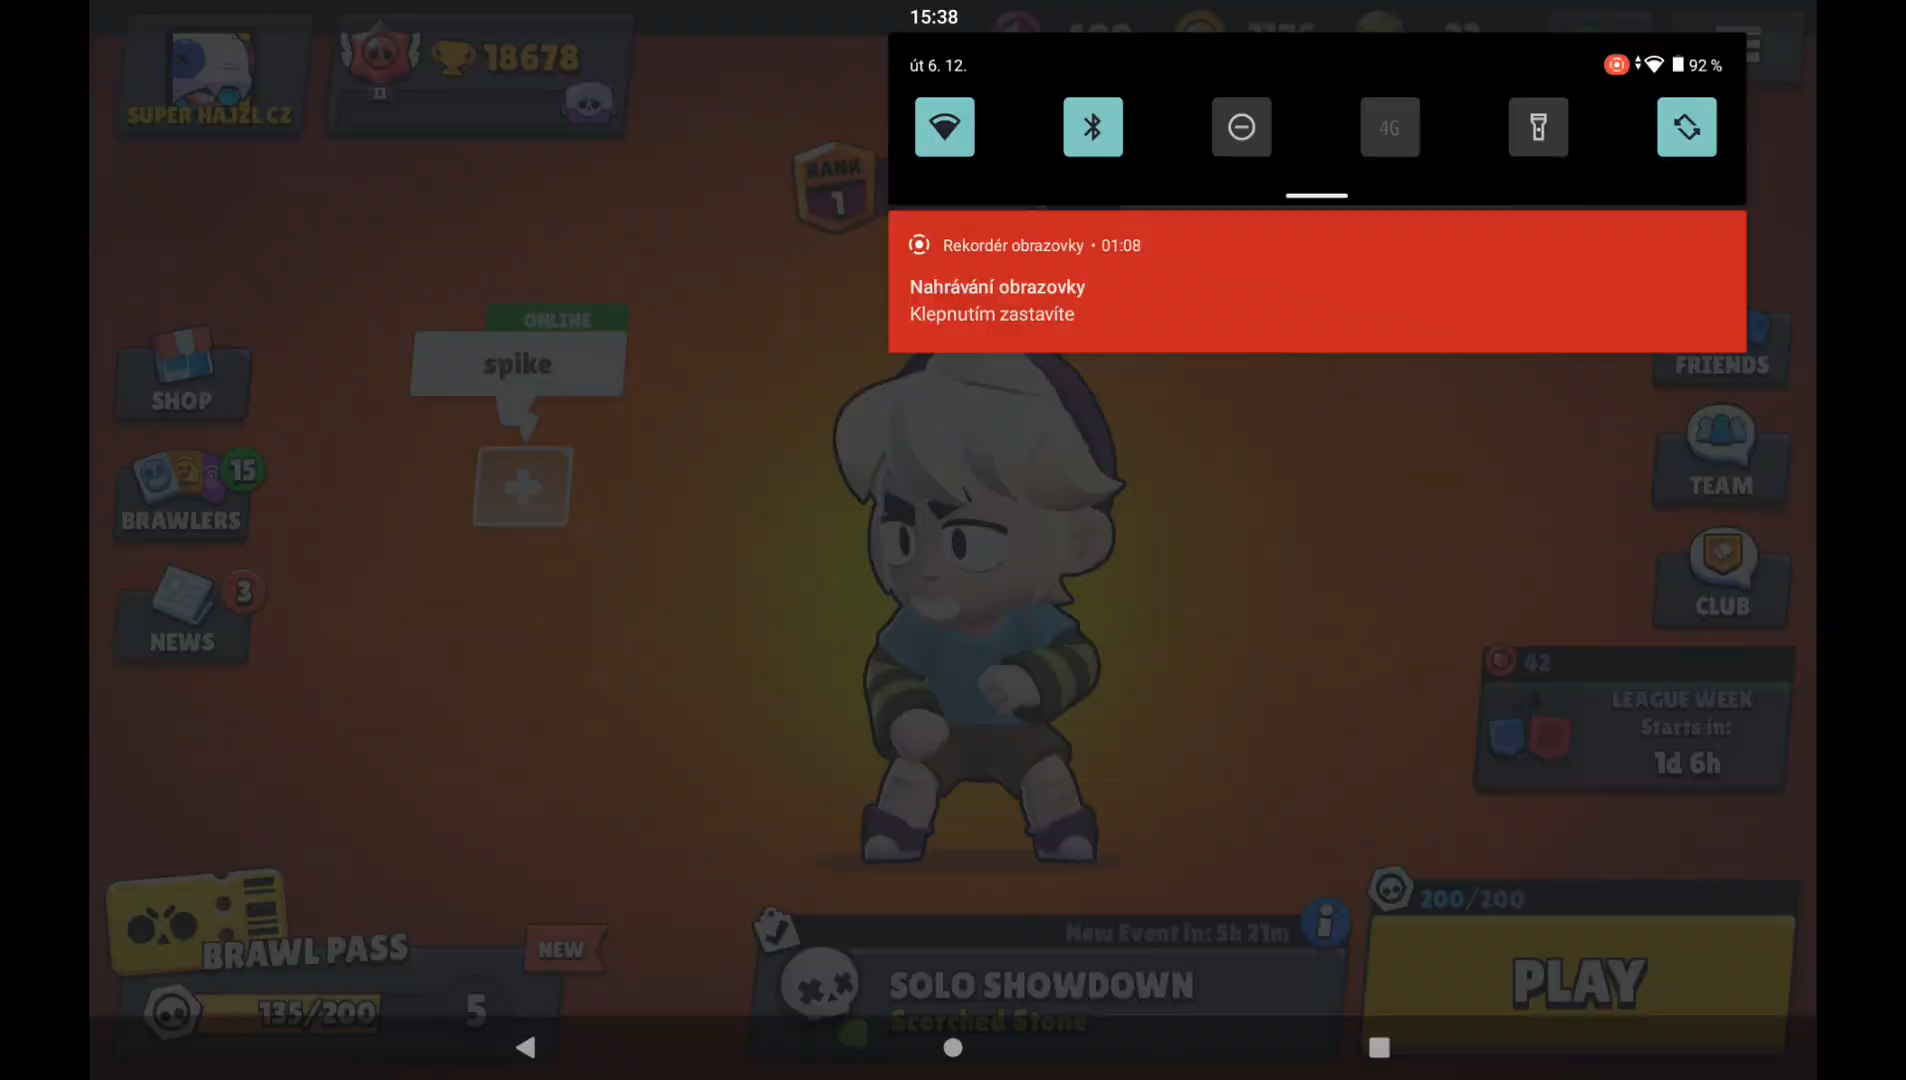 15:38
út 6. 12.
92 %
4G
Rekordér obrazovky • 01:08
Nahrávání obrazovky
Klepnutím zastavíte
SUPER HAJZL CZ
18678
II
RANK
1
ONLINE
spike
SHOP
15
BRAWLERS
3
NEWS
FRIENDS
TEAM
CLUB
42
LEAGUE WEEK
Starts in:
1d 6h
BRAWL PASS
NEW
135/200
5
New Event in: 5h 21m
SOLO SHOWDOWN
Scorched Stone
200/200
PLAY